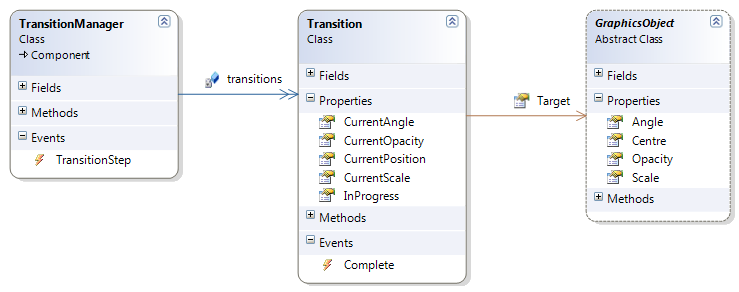 TransitionManager
Class
Component
Fields
Methods
Events
TransitionStep
transitions
Transition
Class
Fields
Properties
CurrentAngle
CurrentOpacity
CurrentPosition
CurrentScale
InProgress
Methods
Events
Complete
Target
GraphicsObject
Abstract Class
Fields
Properties
Angle
Centre
Opacity
Scale
Methods